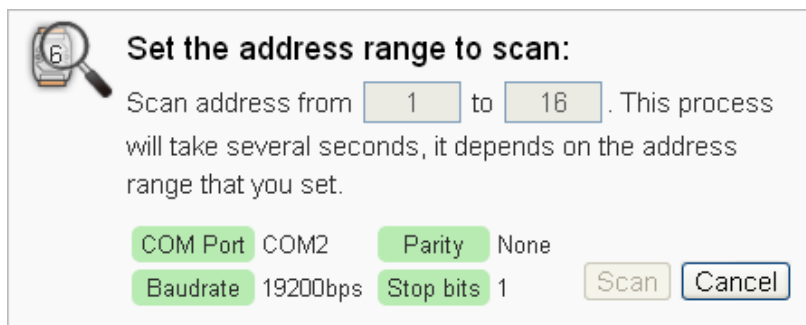 6
Set the address range to scan:
Scan address from 1 to 16 . This process
will take several seconds, it depends on the address
range that you set.
COM Port COM2 Parity None
Baudrate 19200bps Stop bits 1 Scan Cancel